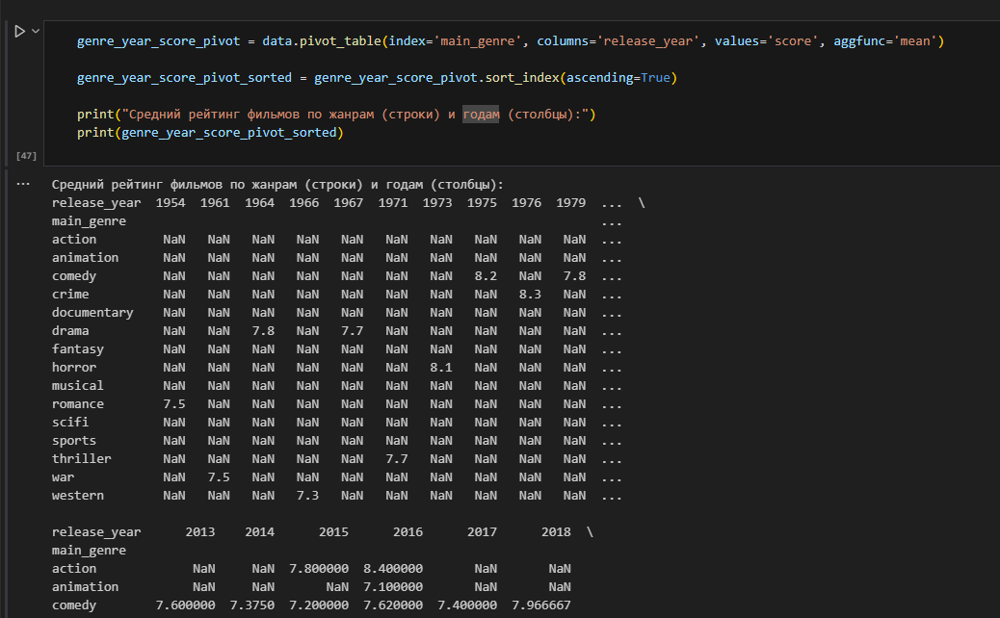 genre_year_score_pivot = data.pivot_table(index='main_genre', columns='release_year', values='score', aggfunc='mean')
genre_year_score_pivot_sorted = genre_year_score_pivot.sort_index(ascending=True)
print("Средний рейтинг фильмов по жанрам (строки) и годам (столбцы):")
print(genre_year_score_pivot_sorted)
[47]
... Средний рейтинг фильмов по жанрам (строки) и годам (столбцы):
release_year 1954 1961 1964 1966 1967 1971 1973 1975 1976 1979 ... \
main_genre ...
action NaN NaN NaN NaN NaN NaN NaN NaN NaN NaN ...
animation NaN NaN NaN NaN NaN NaN NaN NaN NaN NaN ...
comedy NaN NaN NaN NaN NaN NaN NaN 8.2 NaN 7.8 ...
crime NaN NaN NaN NaN NaN NaN NaN NaN 8.3 NaN ...
documentary NaN NaN NaN NaN NaN NaN NaN NaN NaN NaN ...
drama NaN NaN 7.8 NaN 7.7 NaN NaN NaN NaN NaN ...
fantasy NaN NaN NaN NaN NaN NaN NaN NaN NaN NaN ...
horror NaN NaN NaN NaN NaN NaN 8.1 NaN NaN NaN ...
musical NaN NaN NaN NaN NaN NaN NaN NaN NaN NaN ...
romance 7.5 NaN NaN NaN NaN NaN NaN NaN NaN NaN ...
scifi NaN NaN NaN NaN NaN NaN NaN NaN NaN NaN ...
sports NaN NaN NaN NaN NaN NaN NaN NaN NaN NaN ...
thriller NaN NaN NaN NaN NaN 7.7 NaN NaN NaN NaN ...
war NaN 7.5 NaN NaN NaN NaN NaN NaN NaN NaN ...
western NaN NaN NaN 7.3 NaN NaN NaN NaN NaN NaN ...
release_year 2013 2014 2015 2016 2017 2018 \
main_genre
action NaN NaN 7.800000 8.400000 NaN NaN
animation NaN NaN NaN 7.100000 NaN NaN
comedy 7.600000 7.3750 7.200000 7.620000 7.400000 7.966667